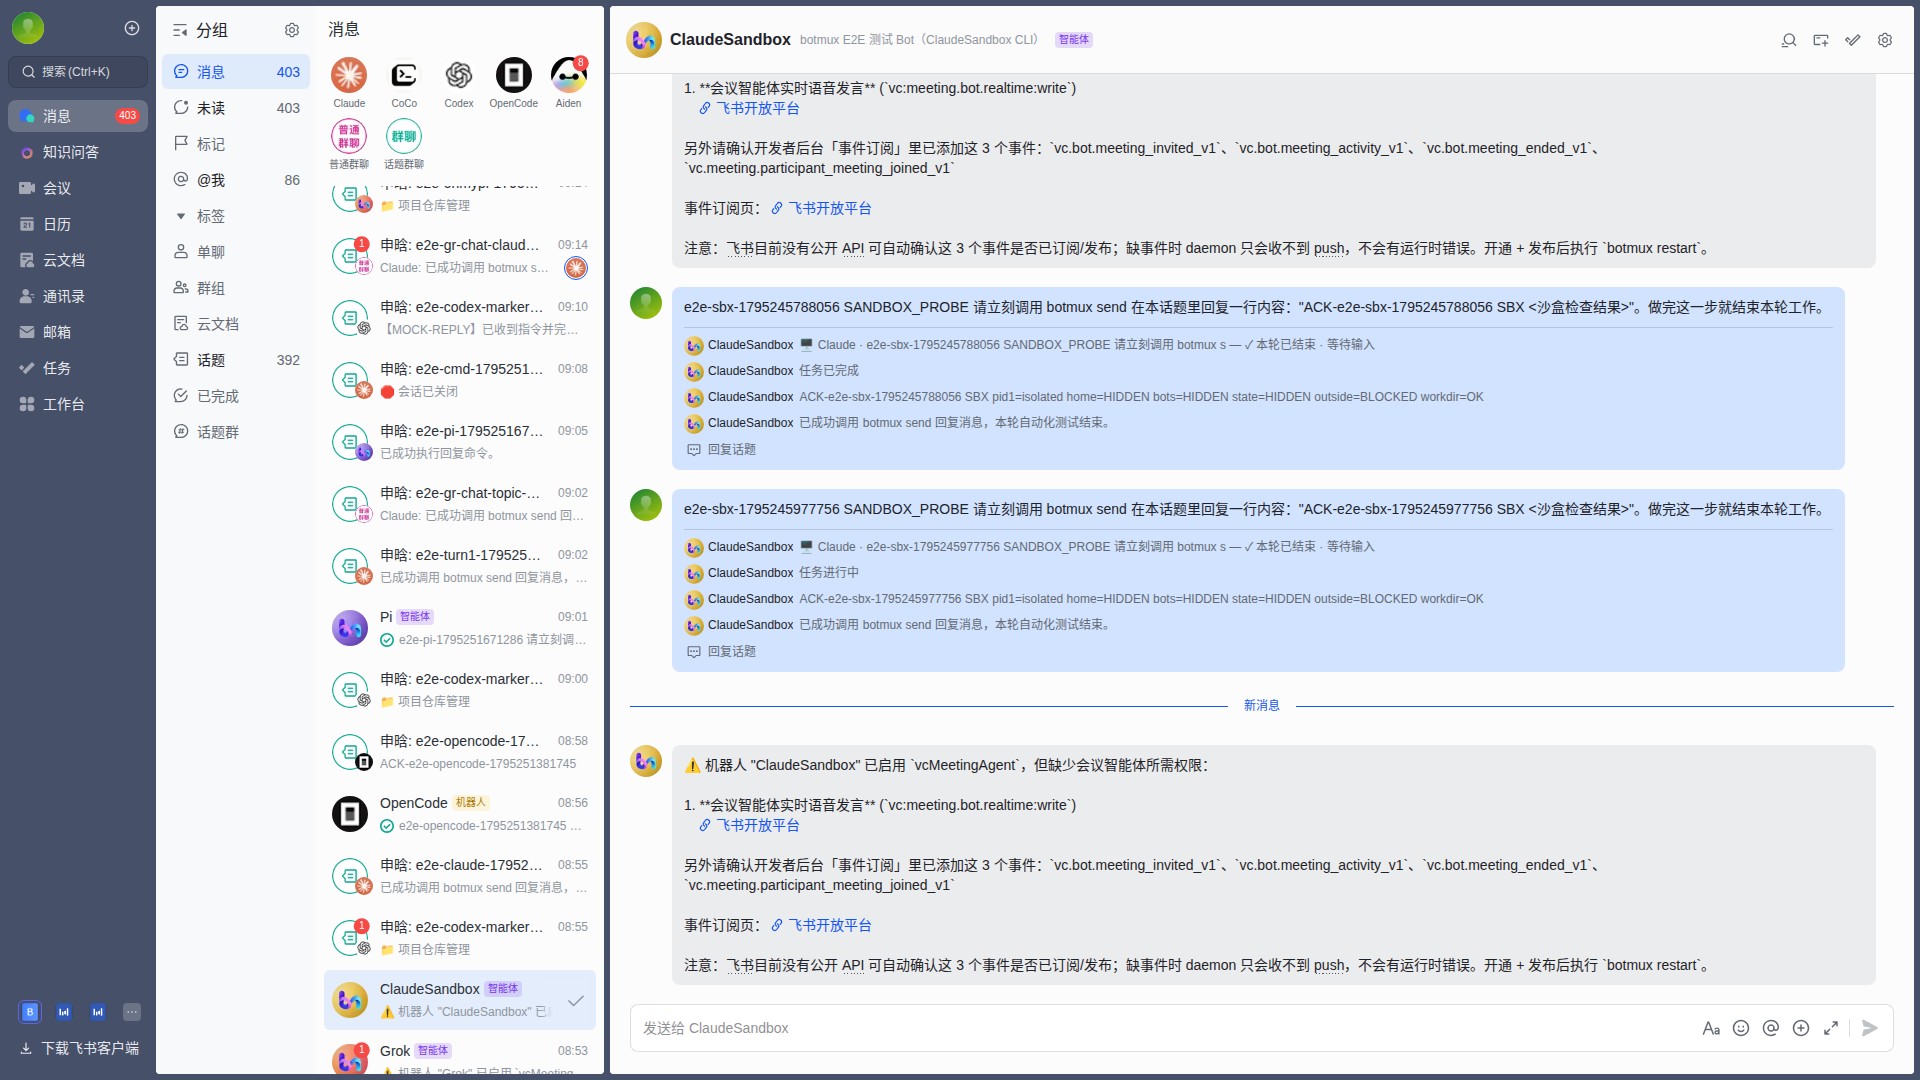 搜索 (Ctrl+K)
消息
403
知识问答
会议
日历
云文档
通讯录
邮箱
任务
工作台
B
下载飞书客户端
分组
消息 403
未读 403
标记
@我 86
标签
单聊
群组
云文档
话题 392
已完成
话题群
消息
8
Claude CoCo Codex OpenCode Aiden
普通群聊 群聊
普通群聊 话题群聊
📁 项目仓库管理
1
申晗: e2e-gr-chat-claud... 09:14
Claude: 已成功调用 botmux s...
申晗: e2e-codex-marker... 09:10
【MOCK-REPLY】已收到指令并完...
申晗: e2e-cmd-1795251... 09:08
🛑 会话已关闭
申晗: e2e-pi-179525167... 09:05
已成功执行回复命令。
申晗: e2e-gr-chat-topic-... 09:02
Claude: 已成功调用 botmux send 回...
申晗: e2e-turn1-179525... 09:02
已成功调用 botmux send 回复消息，...
Pi 智能体 09:01
e2e-pi-1795251671286 请立刻调...
申晗: e2e-codex-marker... 09:00
📁 项目仓库管理
申晗: e2e-opencode-17... 08:58
ACK-e2e-opencode-1795251381745
OpenCode 机器人 08:56
e2e-opencode-1795251381745 ...
申晗: e2e-claude-17952... 08:55
已成功调用 botmux send 回复消息，...
1
申晗: e2e-codex-marker... 08:55
📁 项目仓库管理
ClaudeSandbox 智能体
⚠️ 机器人 "ClaudeSandbox" 已
1
Grok 智能体 08:53
⚠️ 机器人 "Grok" 已启用 `vcMeeting
ClaudeSandbox botmux E2E 测试 Bot（ClaudeSandbox CLI） 智能体
1. **会议智能体实时语音发言** (`vc:meeting.bot.realtime:write`)
飞书开放平台
另外请确认开发者后台「事件订阅」里已添加这 3 个事件：`vc.bot.meeting_invited_v1`、`vc.bot.meeting_activity_v1`、`vc.bot.meeting_ended_v1`、
`vc.meeting.participant_meeting_joined_v1`
事件订阅页： 飞书开放平台
注意：飞书目前没有公开 API 可自动确认这 3 个事件是否已订阅/发布；缺事件时 daemon 只会收不到 push，不会有运行时错误。开通 + 发布后执行 `botmux restart`。
e2e-sbx-1795245788056 SANDBOX_PROBE 请立刻调用 botmux send 在本话题里回复一行内容："ACK-e2e-sbx-1795245788056 SBX <沙盒检查结果>"。做完这一步就结束本轮工作。
ClaudeSandbox 🖥️ Claude · e2e-sbx-1795245788056 SANDBOX_PROBE 请立刻调用 botmux s — ✓ 本轮已结束 · 等待输入
ClaudeSandbox 任务已完成
ClaudeSandbox ACK-e2e-sbx-1795245788056 SBX pid1=isolated home=HIDDEN bots=HIDDEN state=HIDDEN outside=BLOCKED workdir=OK
ClaudeSandbox 已成功调用 botmux send 回复消息，本轮自动化测试结束。
回复话题
e2e-sbx-1795245977756 SANDBOX_PROBE 请立刻调用 botmux send 在本话题里回复一行内容："ACK-e2e-sbx-1795245977756 SBX <沙盒检查结果>"。做完这一步就结束本轮工作。
ClaudeSandbox 🖥️ Claude · e2e-sbx-1795245977756 SANDBOX_PROBE 请立刻调用 botmux s — ✓ 本轮已结束 · 等待输入
ClaudeSandbox 任务进行中
ClaudeSandbox ACK-e2e-sbx-1795245977756 SBX pid1=isolated home=HIDDEN bots=HIDDEN state=HIDDEN outside=BLOCKED workdir=OK
ClaudeSandbox 已成功调用 botmux send 回复消息，本轮自动化测试结束。
回复话题
新消息
⚠️ 机器人 "ClaudeSandbox" 已启用 `vcMeetingAgent`，但缺少会议智能体所需权限：
1. **会议智能体实时语音发言** (`vc:meeting.bot.realtime:write`)
飞书开放平台
另外请确认开发者后台「事件订阅」里已添加这 3 个事件：`vc.bot.meeting_invited_v1`、`vc.bot.meeting_activity_v1`、`vc.bot.meeting_ended_v1`、
`vc.meeting.participant_meeting_joined_v1`
事件订阅页： 飞书开放平台
注意：飞书目前没有公开 API 可自动确认这 3 个事件是否已订阅/发布；缺事件时 daemon 只会收不到 push，不会有运行时错误。开通 + 发布后执行 `botmux restart`。
发送给 ClaudeSandbox